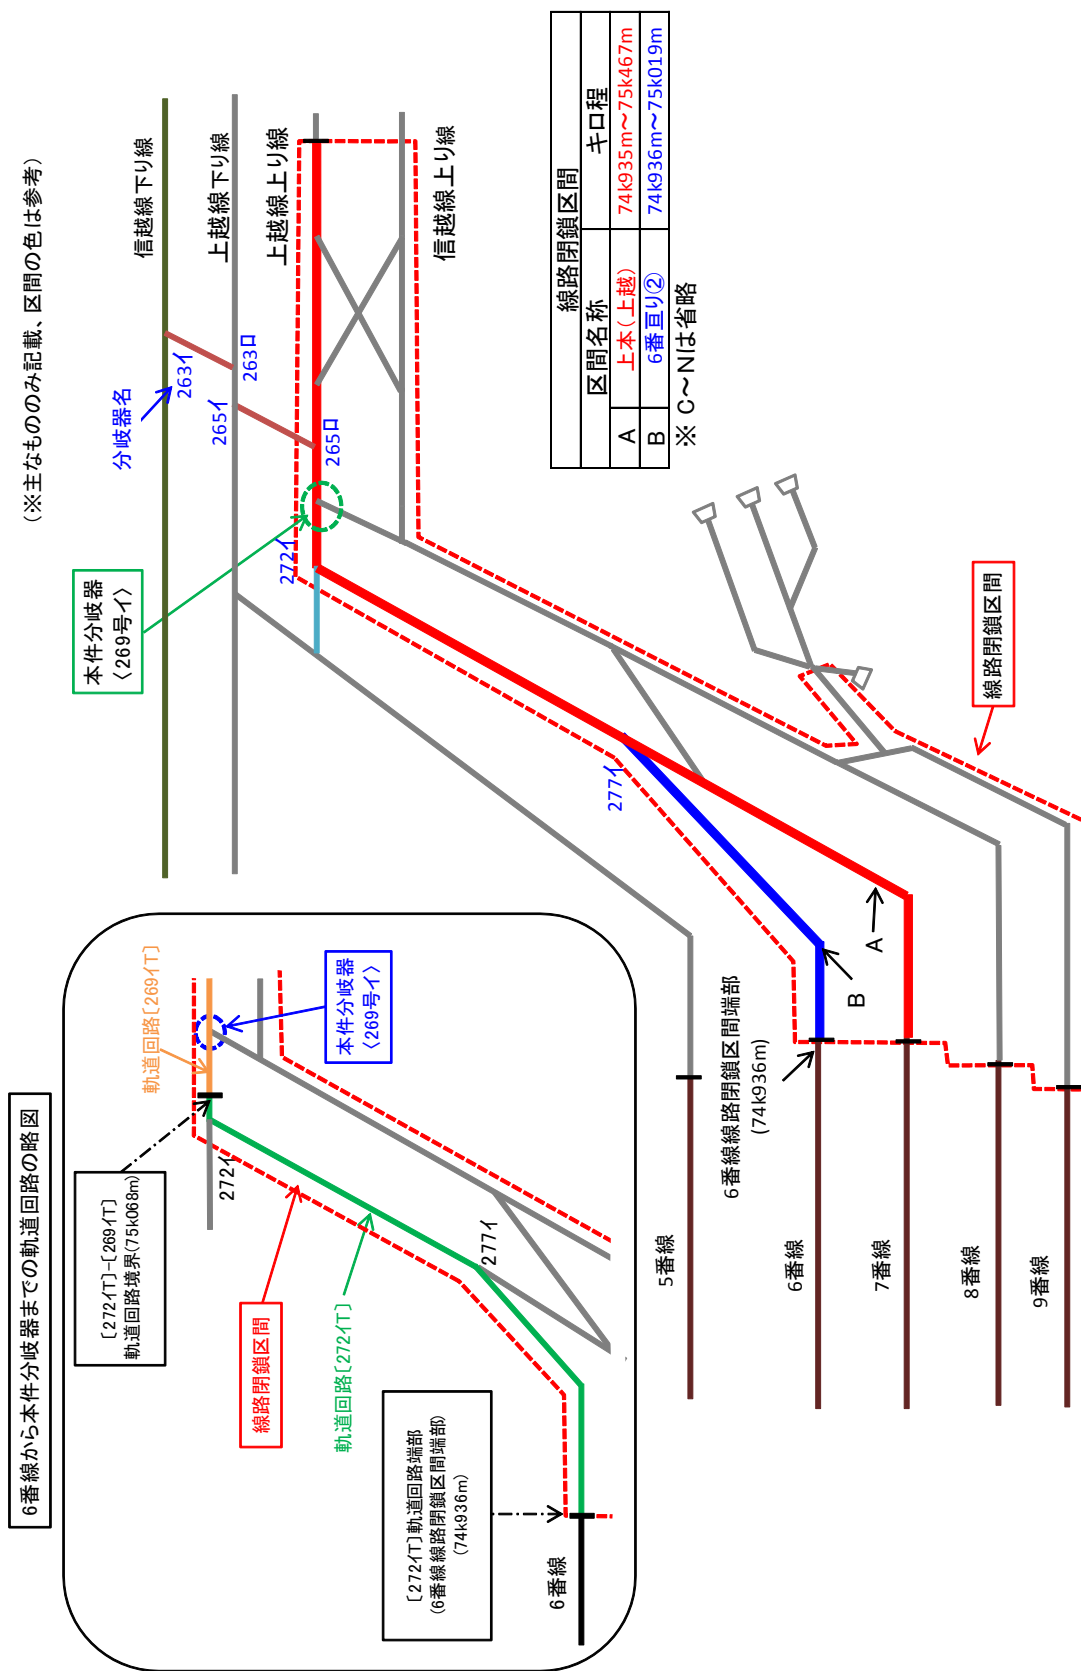 (※主なもののみ記載、区間の色は参考)
信越線下り線
上越線下り線
上越線上り線
信越線上り線
分岐器名
263イ
263ロ
265イ
265ロ
272イ
本件分岐器
〈269号イ〉
277イ
線路閉鎖区間
区間名称 キロ程
A 上本(上越) 74k935m～75k467m
B 6番亘り② 74k936m～75k019m
※ C～Nは省略
線路閉鎖区間
A
B
6番線線路閉鎖区間端部
(74k936m)
5番線
6番線
7番線
8番線
9番線
6番線から本件分岐器までの軌道回路の略図
軌道回路〔269イT〕
本件分岐器
〈269号イ〉
〔272イT〕-〔269イT〕
軌道回路境界(75k068m)
272イ
277イ
線路閉鎖区間
軌道回路〔272イT〕
〔272イT〕軌道回路端部
(6番線線路閉鎖区間端部)
(74k936m)
6番線